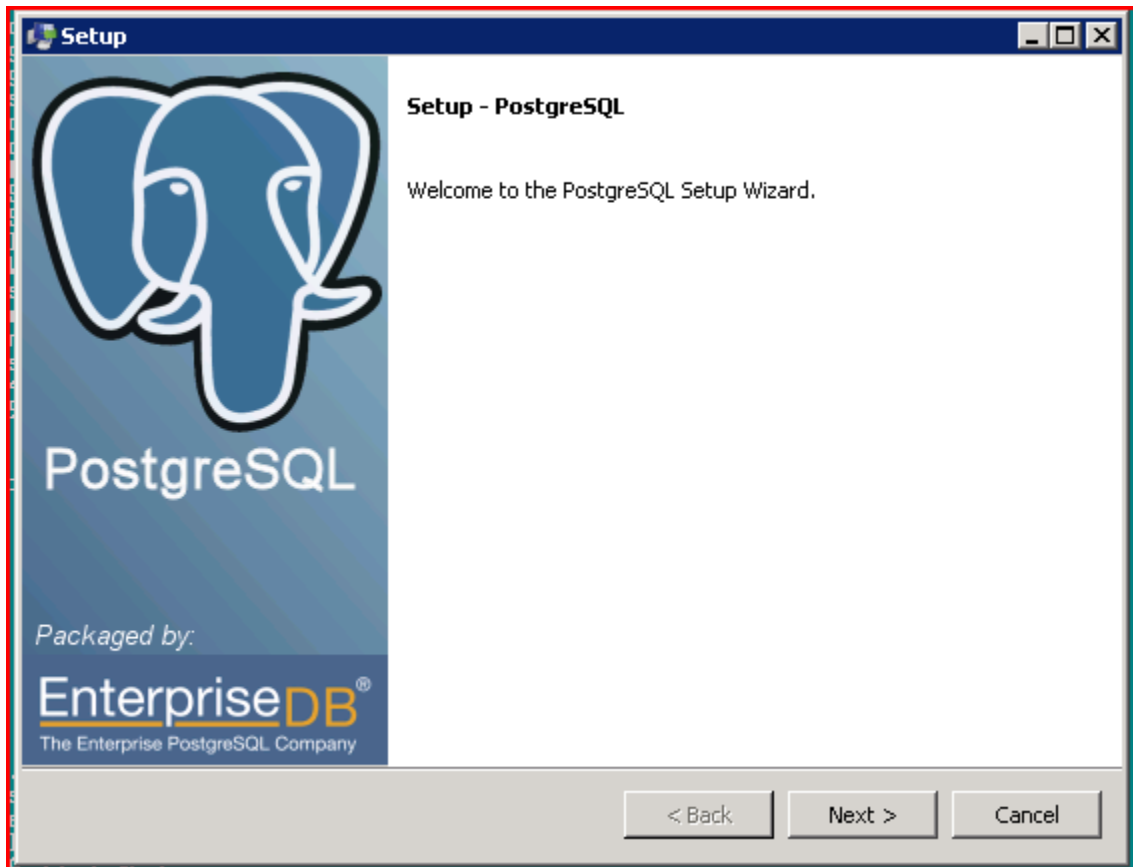 Setup
Setup - PostgreSQL
Welcome to the PostgreSQL Setup Wizard.
PostgreSQL
Packaged by:
EnterpriseDB®
The Enterprise PostgreSQL Company
< Back
Next >
Cancel